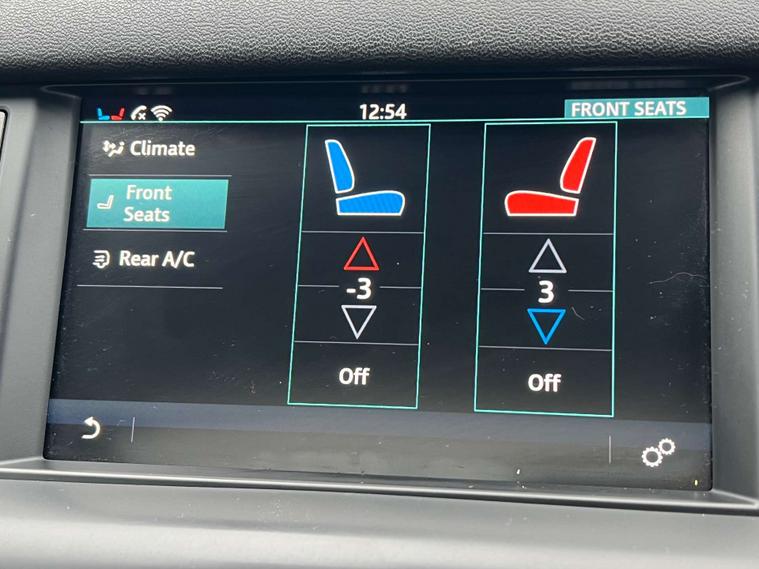 12:54
FRONT SEATS
Climate
Front
Seats
Rear A/C
-3
Off
3
Off